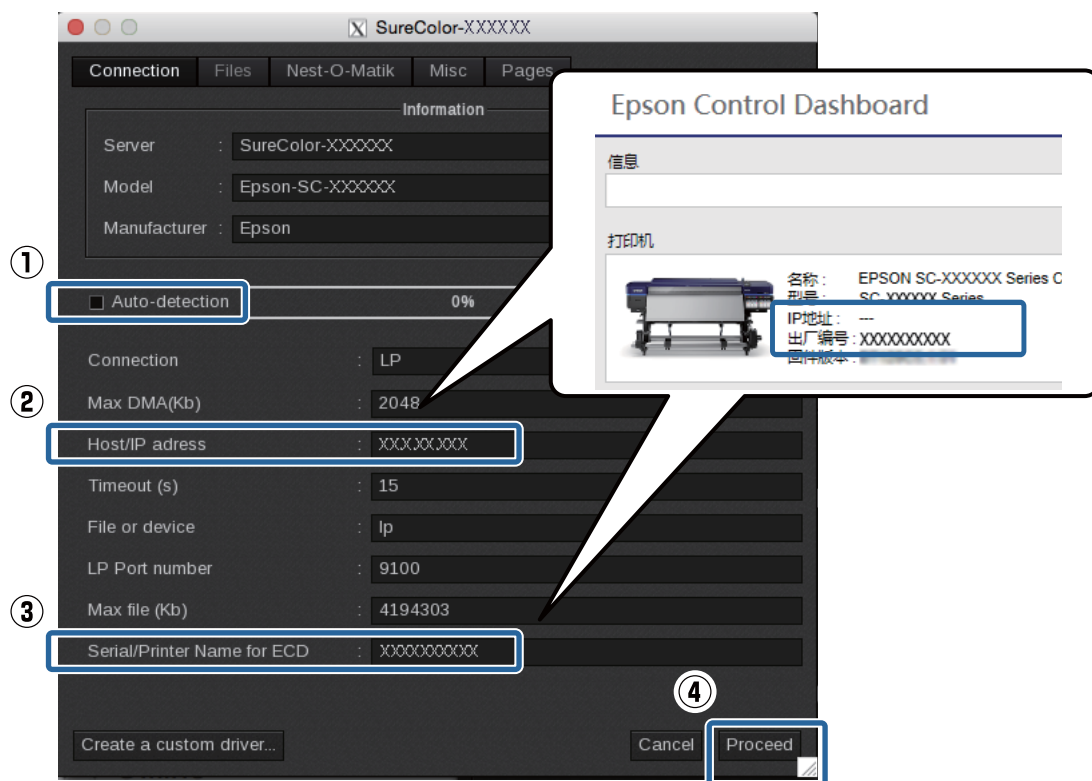 SureColor-XXXXXX
Connection Files Nest-O-Matik Misc Pages
Information
Server : SureColor-XXXXXX
Model : Epson-SC-XXXXXX
Manufacturer : Epson
①
Auto-detection 0%
Connection : LP
②
Max DMA(Kb) : 2048
Host/IP adress : XXX.XX.XXX
Timeout (s) : 15
File or device : lp
LP Port number : 9100
③
Max file (Kb) : 4194303
Serial/Printer Name for ECD : XXXXXXXXXX
④
Create a custom driver... Cancel Proceed
Epson Control Dashboard
信息
打印机
名称 : EPSON SC-XXXXXX Series
型号 : SC-XXXXXX Series
IP地址 : ---
出厂编号 : XXXXXXXXXX
固件版本 :